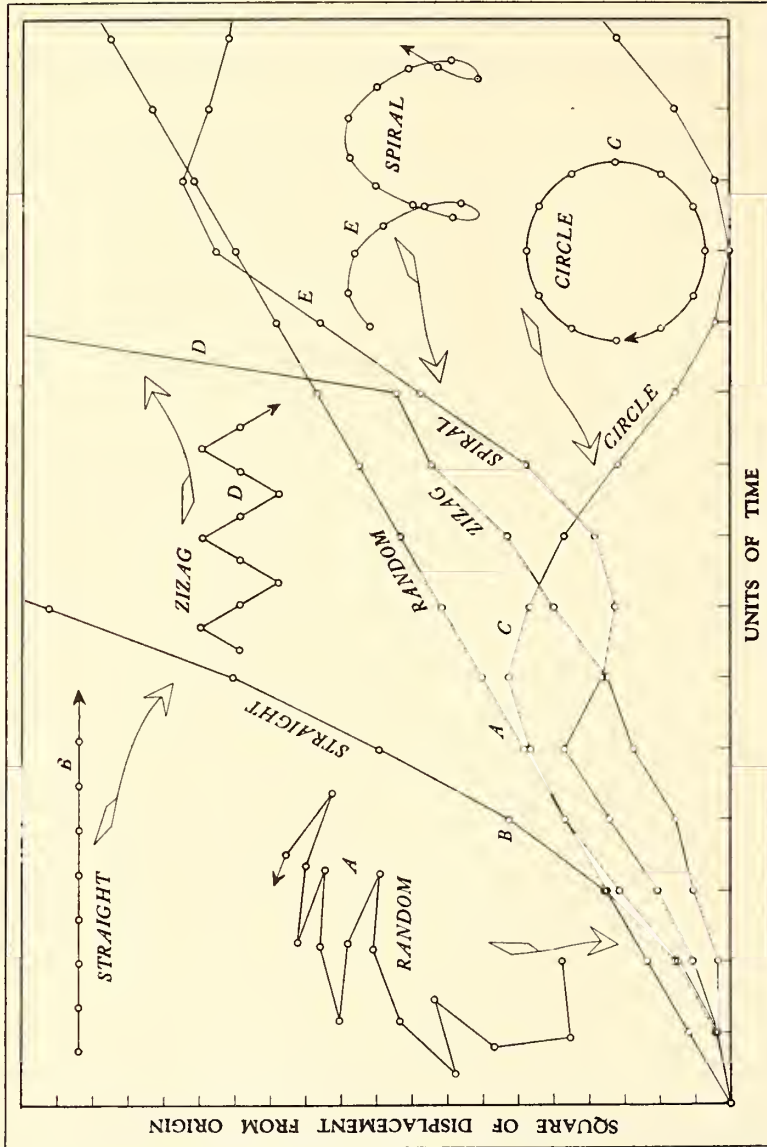 SQUARE OF DISPLACEMENT FROM ORIGIN
UNITS OF TIME
STRAIGHT
B
STRAIGHT
B
RANDOM
A
RANDOM
A
ZIZAG
D
ZIZAG
D
SPIRAL
E
SPIRAL
E
CIRCLE
C
CIRCLE
C